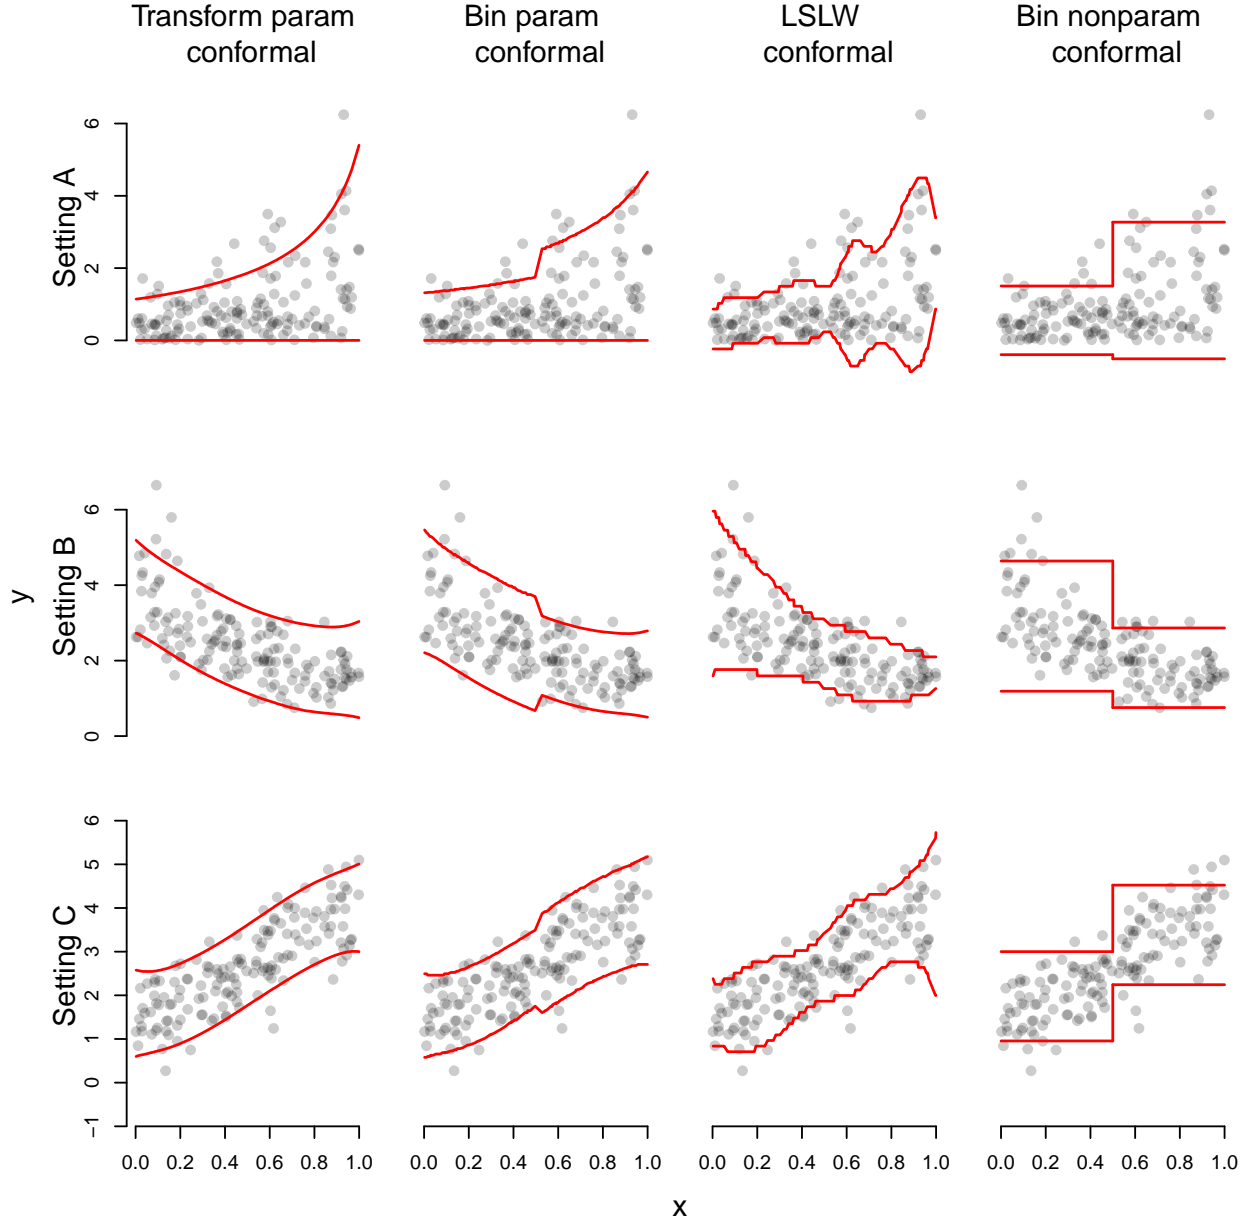 Transform param conformal
Bin param conformal
LSLW conformal
Bin nonparam conformal
Setting A
0 2 4 6
Setting B
0 2 4 6
y
Setting C
−1 0 1 2 3 4 5 6
0.0 0.2 0.4 0.6 0.8 1.0
0.0 0.2 0.4 0.6 0.8 1.0
0.0 0.2 0.4 0.6 0.8 1.0
0.0 0.2 0.4 0.6 0.8 1.0
x